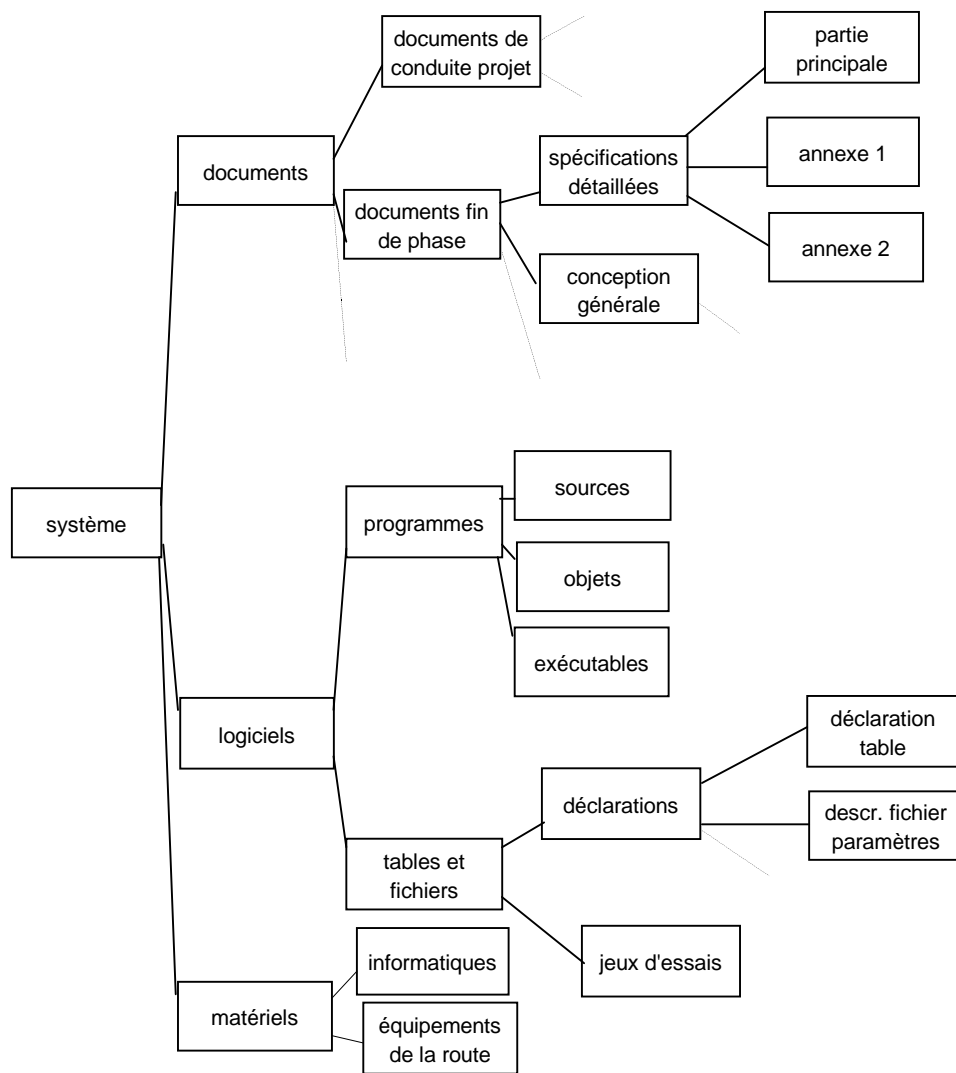 documents de
conduite projet
partie
principale
documents
spécifications
détaillées
annexe 1
documents fin
de phase
annexe 2
conception
générale
système
programmes
sources
objets
exécutables
logiciels
déclaration
table
déclarations
descr. fichier
paramètres
tables et
fichiers
jeux d'essais
informatiques
matériels
équipements
de la route